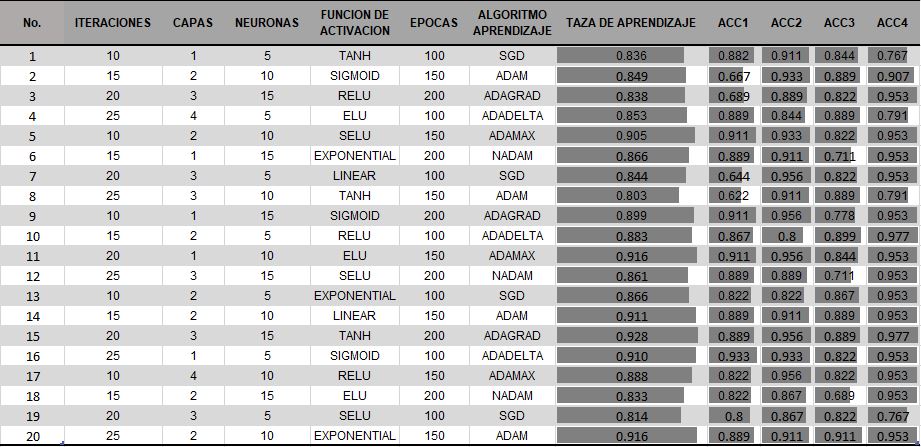 No. ITERACIONES CAPAS NEURONAS FUNCION DE ACTIVACION EPOCAS ALGORITMO APRENDIZAJE TAZA DE APRENDIZAJE ACC1 ACC2 ACC3 ACC4
1 10 1 5 TANH 100 SGD 0.836 0.882 0.911 0.844 0.767
2 15 2 10 SIGMOID 150 ADAM 0.849 0.667 0.933 0.889 0.907
3 20 3 15 RELU 200 ADAGRAD 0.838 0.689 0.889 0.822 0.953
4 25 4 5 ELU 100 ADADELTA 0.853 0.889 0.844 0.889 0.791
5 10 2 10 SELU 150 ADAMAX 0.905 0.911 0.933 0.822 0.953
6 15 1 15 EXPONENTIAL 200 NADAM 0.866 0.889 0.911 0.711 0.953
7 20 3 5 LINEAR 100 SGD 0.844 0.644 0.956 0.822 0.953
8 25 3 10 TANH 150 ADAM 0.803 0.622 0.911 0.889 0.791
9 10 1 15 SIGMOID 200 ADAGRAD 0.899 0.911 0.956 0.778 0.953
10 15 2 5 RELU 100 ADADELTA 0.883 0.867 0.8 0.899 0.977
11 20 1 10 ELU 150 ADAMAX 0.916 0.911 0.956 0.844 0.953
12 25 3 15 SELU 200 NADAM 0.861 0.889 0.889 0.711 0.953
13 10 2 5 EXPONENTIAL 100 SGD 0.866 0.822 0.822 0.867 0.953
14 15 2 10 LINEAR 150 ADAM 0.911 0.889 0.911 0.889 0.953
15 20 3 15 TANH 200 ADAGRAD 0.928 0.889 0.956 0.889 0.977
16 25 1 5 SIGMOID 100 ADADELTA 0.910 0.933 0.933 0.822 0.953
17 10 4 10 RELU 150 ADAMAX 0.888 0.822 0.956 0.822 0.953
18 15 2 15 ELU 200 NADAM 0.833 0.822 0.867 0.689 0.953
19 20 3 5 SELU 100 SGD 0.814 0.8 0.867 0.822 0.767
20 25 2 10 EXPONENTIAL 150 ADAM 0.916 0.889 0.911 0.911 0.953